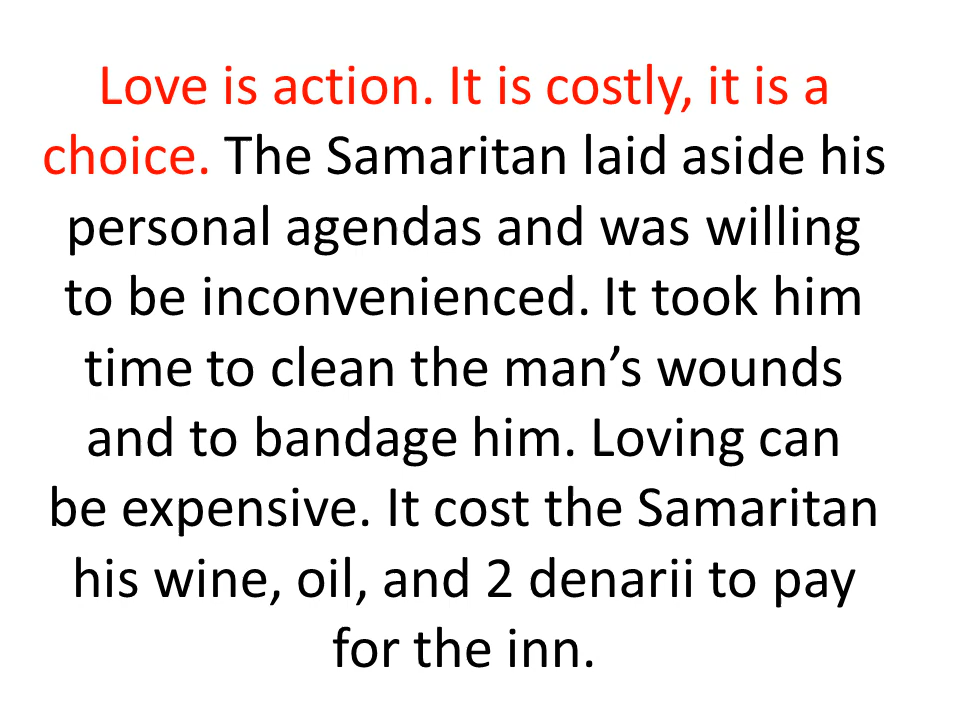 Love is action. It is costly, it is a
choice. The Samaritan laid aside his
personal agendas and was willing
to be inconvenienced. It took him
time to clean the man’s wounds
and to bandage him. Loving can
be expensive. It cost the Samaritan
his wine, oil, and 2 denarii to pay
for the inn.